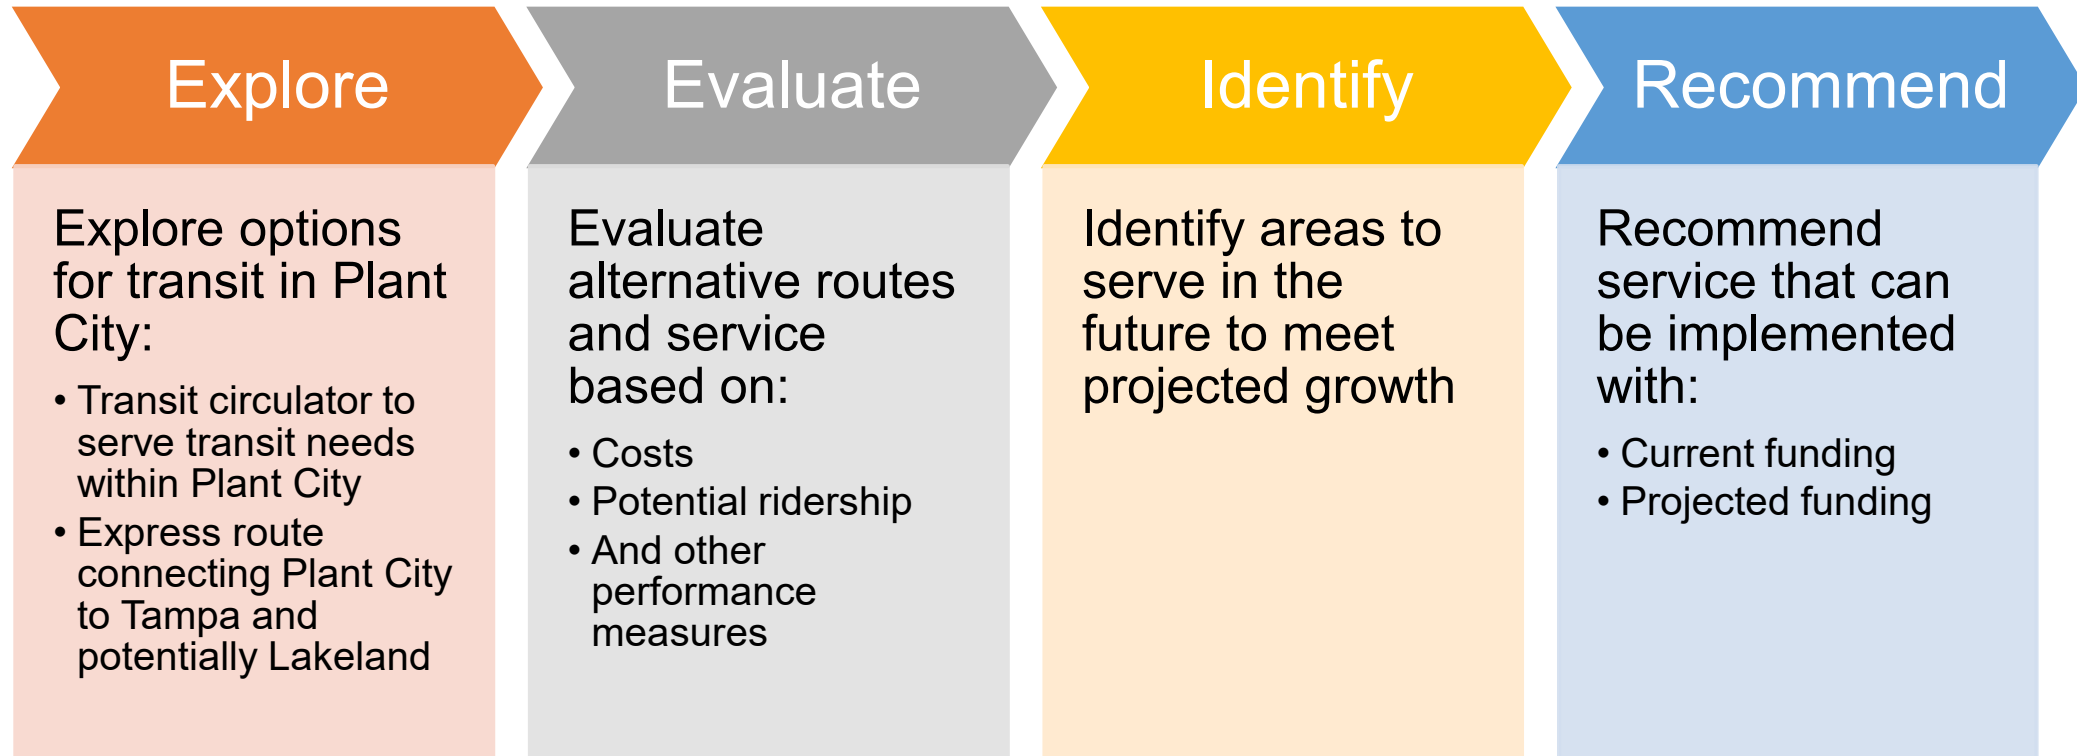 Explore
Explore options
for transit in Plant
City:
• Transit circulator to
serve transit needs
within Plant City
• Express route
connecting Plant City
to Tampa and
potentially Lakeland
Evaluate
Evaluate
alternative routes
and service
based on:
• Costs
• Potential ridership
• And other
performance
measures
Identify
Identify areas to
serve in the
future to meet
projected growth
Recommend
Recommend
service that can
be implemented
with:
• Current funding
• Projected funding